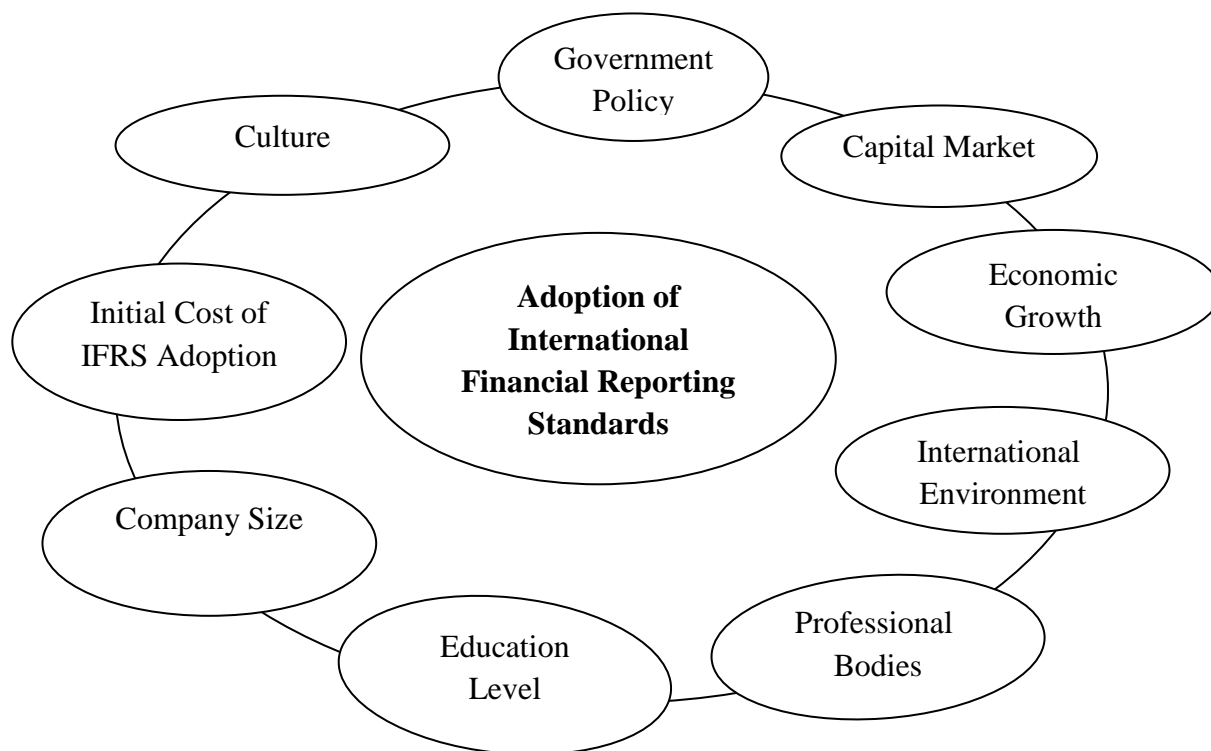 Government
Policy
Culture
Capital Market
Economic
Growth
Initial Cost of
IFRS Adoption
Adoption of
International
Financial Reporting
Standards
International
Environment
Company Size
Professional
Bodies
Education
Level